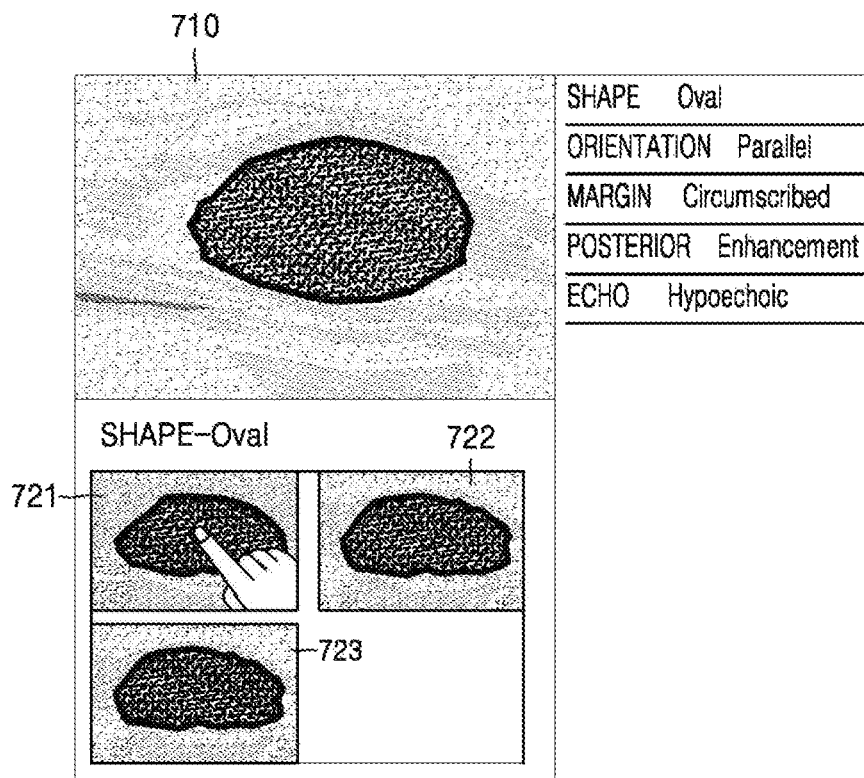 710
SHAPE Oval
ORIENTATION Parallel
MARGIN Circumscribed
POSTERIOR Enhancement
ECHO Hypoechoic
SHAPE-Oval
722
721
723